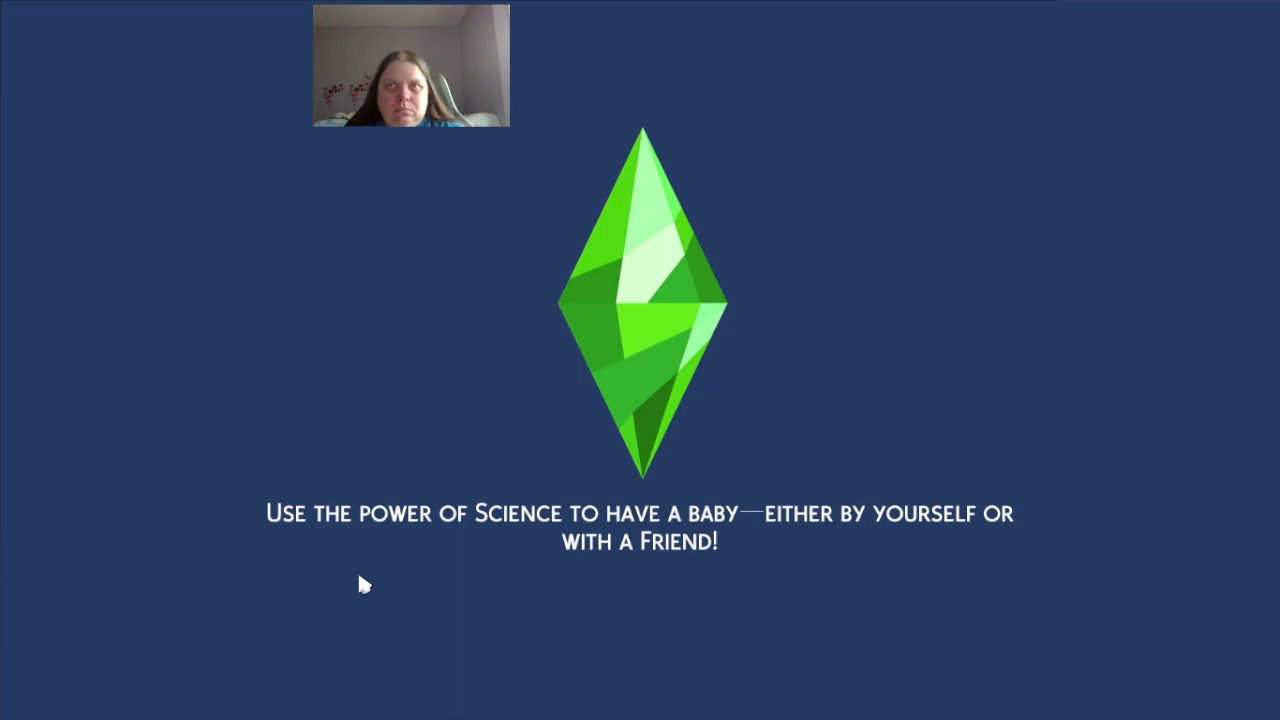 Use the power of Science to have a baby—either by yourself or
with a Friend!